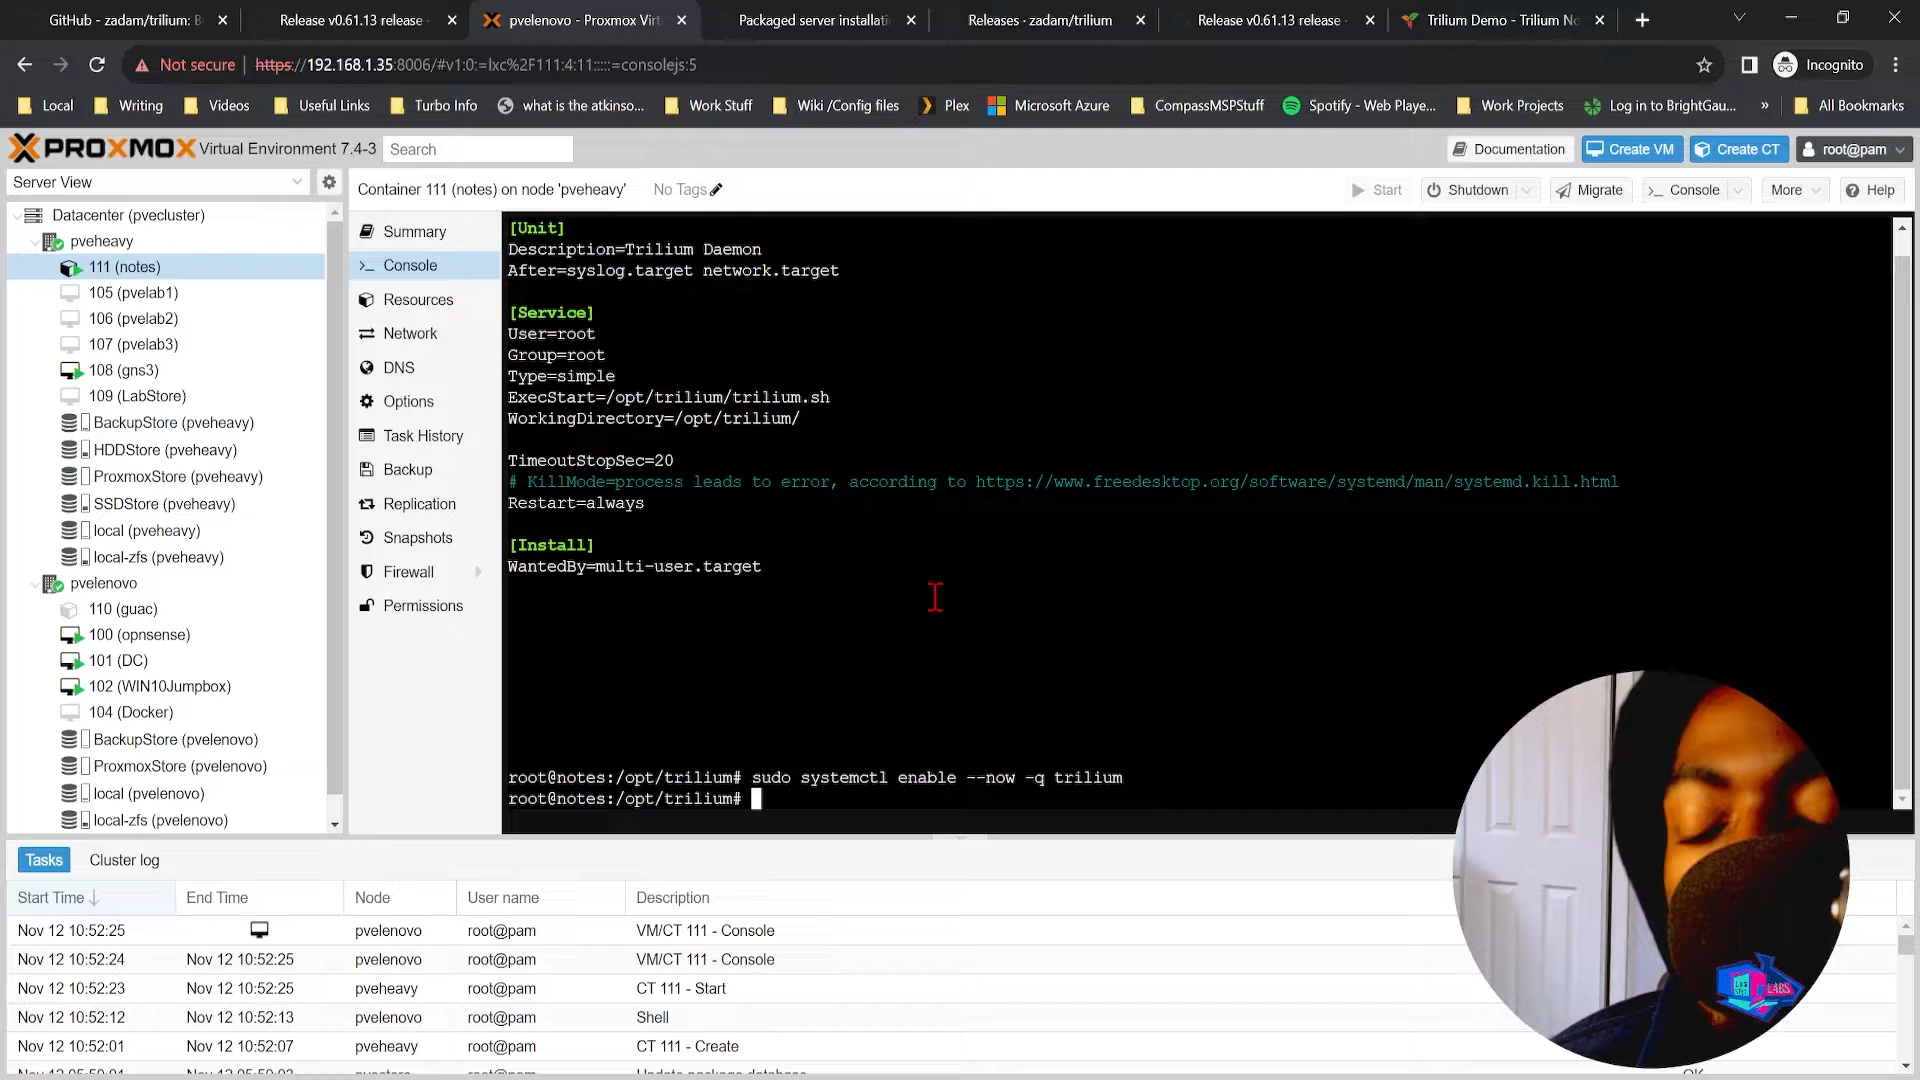 GitHub - zadam/trilium: B
Release v0.61.13 release
pvelenovo - Proxmox Virt
Packaged server installati
Releases · zadam/trilium
Release v0.61.13 release
Trilium Demo - Trilium No
Not secure
https://192.168.1.35:8006/#v1:0:=lxc%2F111:4:11:::::=consolejs:5
Incognito
Local
Writing
Videos
Useful Links
Turbo Info
what is the atkinso...
Work Stuff
Wiki /Config files
Plex
Microsoft Azure
CompassMSPStuff
Spotify - Web Playe...
Work Projects
Log in to BrightGau...
»
All Bookmarks
PROXMOX Virtual Environment 7.4-3
Search
Documentation
Create VM
Create CT
root@pam
Server View
Container 111 (notes) on node 'pveheavy'
No Tags
Start
Shutdown
Migrate
Console
More
Help
Datacenter (pvecluster)
pveheavy
111 (notes)
105 (pvelab1)
106 (pvelab2)
107 (pvelab3)
108 (gns3)
109 (LabStore)
BackupStore (pveheavy)
HDDStore (pveheavy)
ProxmoxStore (pveheavy)
SSDStore (pveheavy)
local (pveheavy)
local-zfs (pveheavy)
pvelenovo
110 (guac)
100 (opnsense)
101 (DC)
102 (WIN10Jumpbox)
104 (Docker)
BackupStore (pvelenovo)
ProxmoxStore (pvelenovo)
local (pvelenovo)
local-zfs (pvelenovo)
Summary
Console
Resources
Network
DNS
Options
Task History
Backup
Replication
Snapshots
Firewall
Permissions
[Unit]
Description=Trilium Daemon
After=syslog.target network.target
[Service]
User=root
Group=root
Type=simple
ExecStart=/opt/trilium/trilium.sh
WorkingDirectory=/opt/trilium/
TimeoutStopSec=20
# KillMode=process leads to error, according to https://www.freedesktop.org/software/systemd/man/systemd.kill.html
Restart=always
[Install]
WantedBy=multi-user.target
root@notes:/opt/trilium# sudo systemctl enable --now -q trilium
root@notes:/opt/trilium#
Tasks
Cluster log
Start Time
End Time
Node
User name
Description
Nov 12 10:52:25
pvelenovo
root@pam
VM/CT 111 - Console
Nov 12 10:52:24
Nov 12 10:52:25
pvelenovo
root@pam
VM/CT 111 - Console
Nov 12 10:52:23
Nov 12 10:52:25
pveheavy
root@pam
CT 111 - Start
Nov 12 10:52:12
Nov 12 10:52:13
pvelenovo
root@pam
Shell
Nov 12 10:52:01
Nov 12 10:52:07
pveheavy
root@pam
CT 111 - Create
LABS